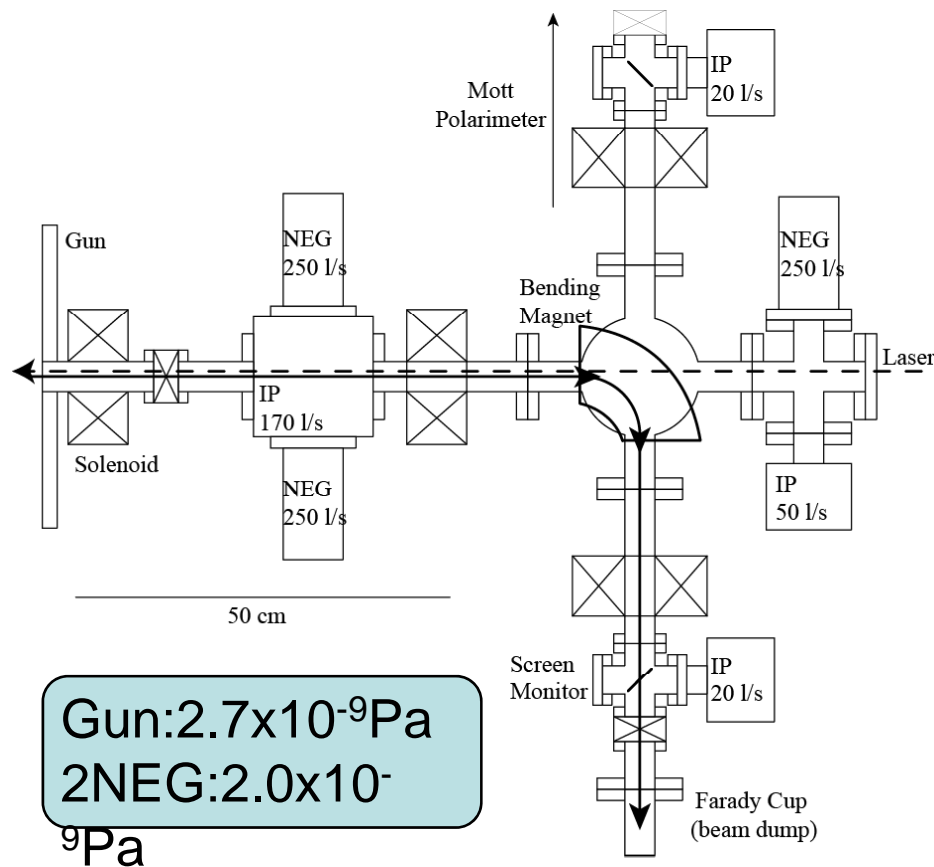 IP
20 l/s
Mott
Polarimeter
Gun
NEG
250 l/s
NEG
250 l/s
Bending
Magnet
Laser
IP
170 l/s
Solenoid
NEG
250 l/s
IP
50 l/s
50 cm
Screen
Monitor
IP
20 l/s
Gun:2.7x10⁻⁹Pa
2NEG:2.0x10⁻
⁹Pa
Farady Cup
(beam dump)